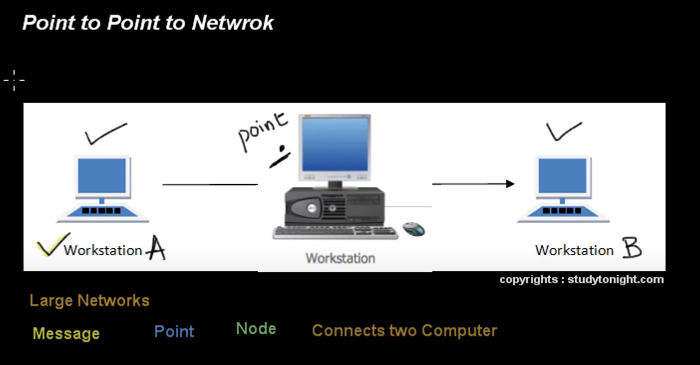 Point to Point to Netwrok
point
Workstation A
Workstation
Workstation B
copyrights : studytonight.com
Large Networks
Message Point Node Connects two Computer